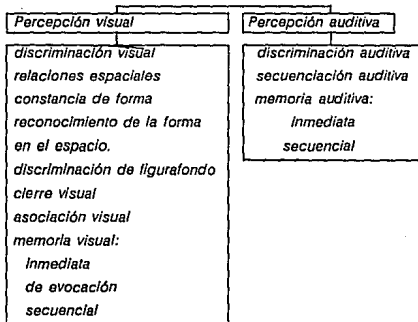 Percepción visual
discriminación visual
relaciones espaciales
constancia de forma
reconocimiento de la forma
en el espacio.
discriminación de figurafondo
cierre visual
asociación visual
memoria visual:
inmediata
de evocación
secuencial
Percepción auditiva
discriminación auditiva
secuenciación auditiva
memoria auditiva:
inmediata
secuencial